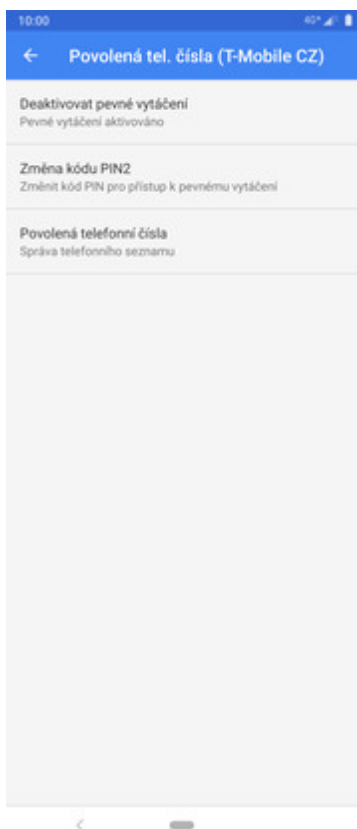 10:00 4G+
Povolená tel. čísla (T-Mobile CZ)
Deaktivovat pevné vytáčení
Pevné vytáčení aktivováno
Změna kódu PIN2
Změnit kód PIN pro přístup k pevnému vytáčení
Povolená telefonní čísla
Správa telefonního seznamu